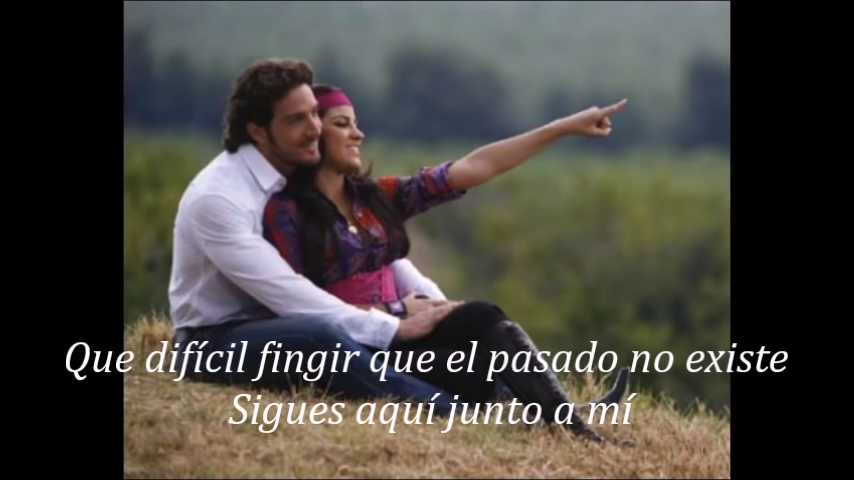 Que difícil fingir que el pasado no existe
Sigues aquí junto a mí